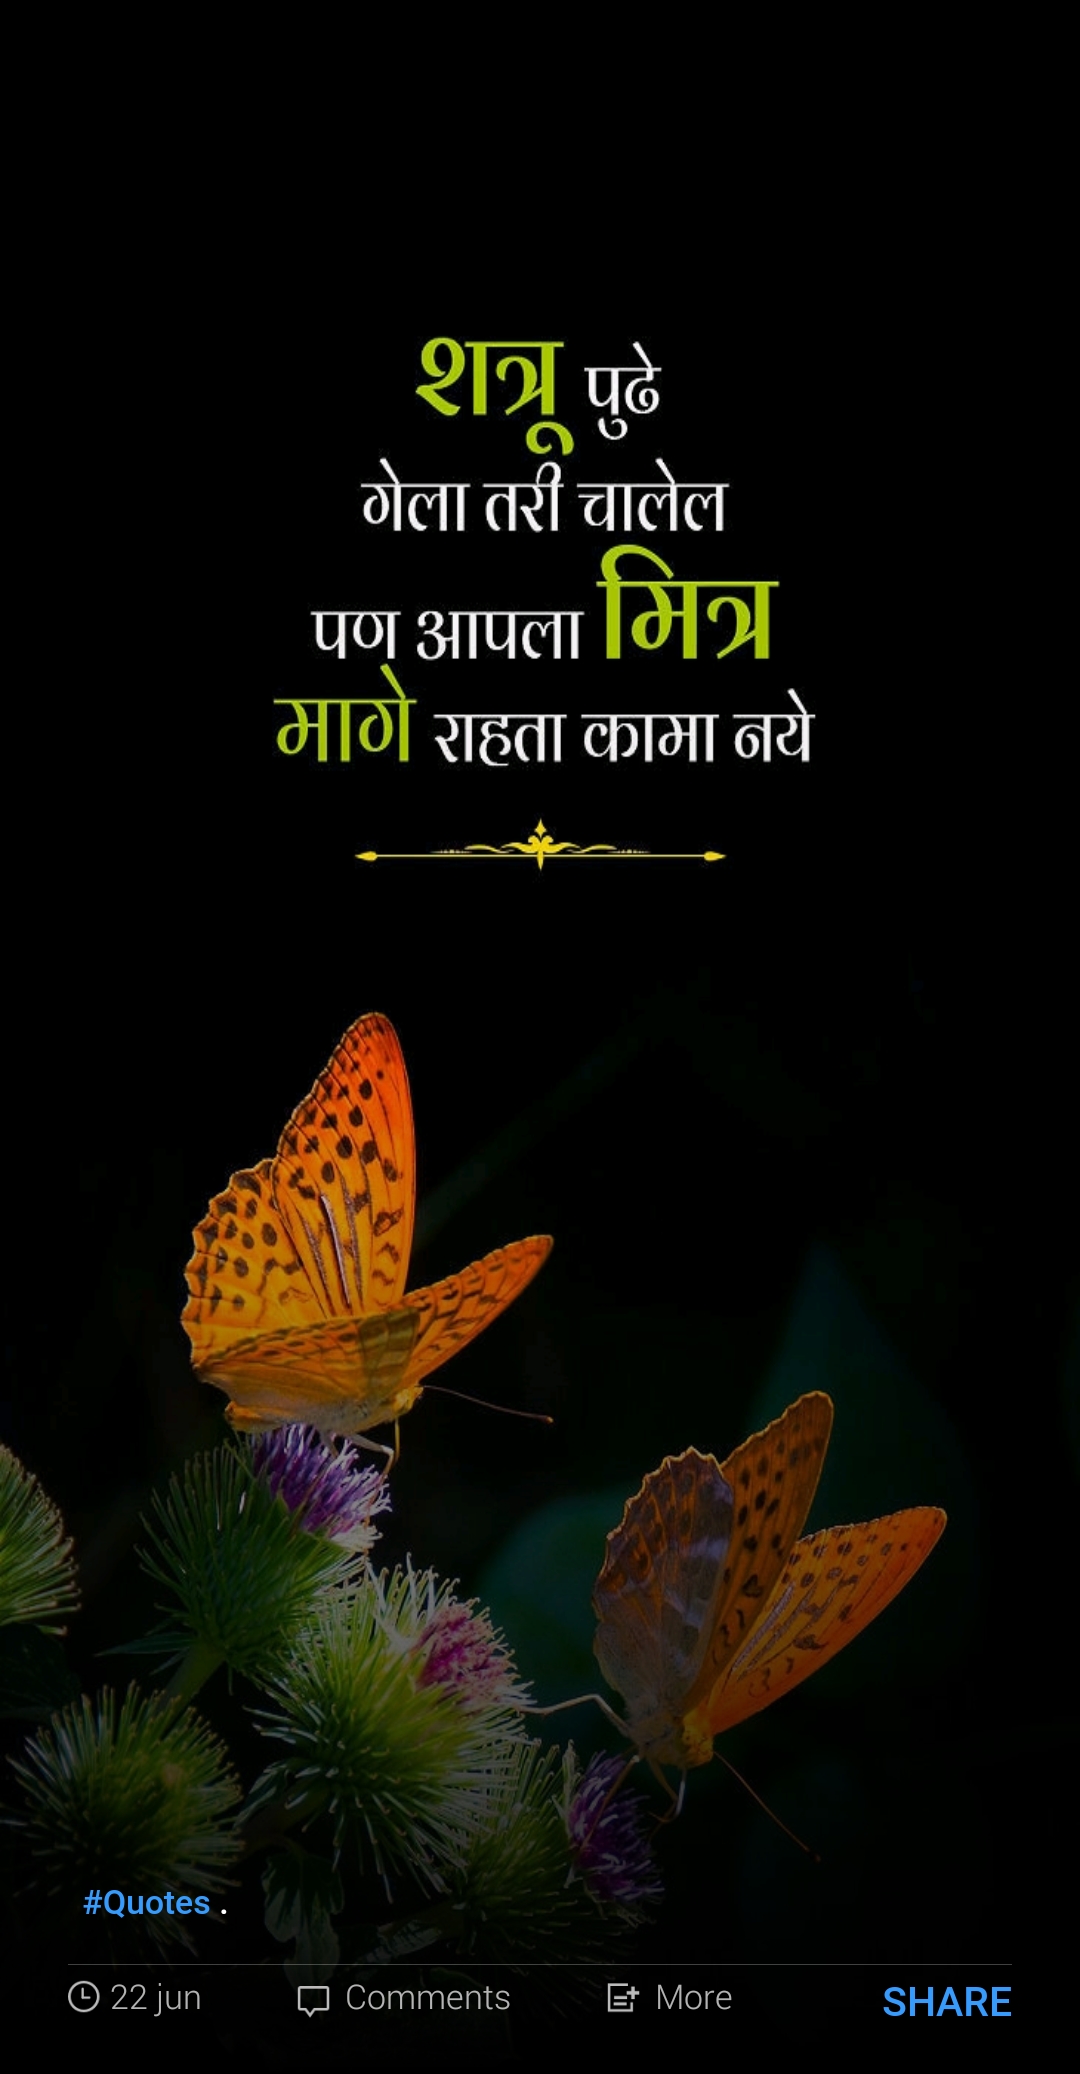 शत्रू पुढे
गेला तरी चालेल
पण आपला मित्र
मागे राहता कामा नये
#Quotes .
22 jun Comments More SHARE